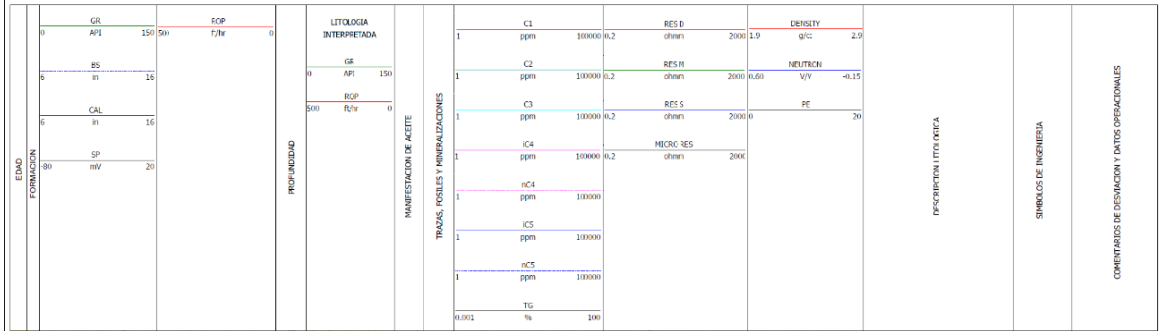 EDAD
FORMACION
GR
0 API 150
BS
6 in 16
CAL
6 in 16
SP
-80 mV 20
ROP
500 f/hr 0
PROFUNDIDAD
LITOLOGIA
INTERPRETADA
GR
0 API 150
ROP
500 ft/hr 0
MANIFESTACION DE ACEITE
TRAZAS, FOSILES Y MINERALIZACIONES
C1
1 ppm 100000
C2
1 ppm 100000
C3
1 ppm 100000
iC4
1 ppm 100000
nC4
1 ppm 100000
iC5
1 ppm 100000
nC5
1 ppm 100000
TG
0.001 % 100
RES D
0.2 ohmm 2000
RES M
0.2 ohmm 2000
RES S
0.2 ohmm 2000
MICRO RES
0.2 ohmm 2000
DENSITY
1.9 g/cc 2.9
NEUTRON
0.60 V/V -0.15
PE
0 20
DESCRIPCION LITOLOGICA
SIMBOLOS DE INGENIERIA
COMENTARIOS DE DESVIACION Y DATOS OPERACIONALES